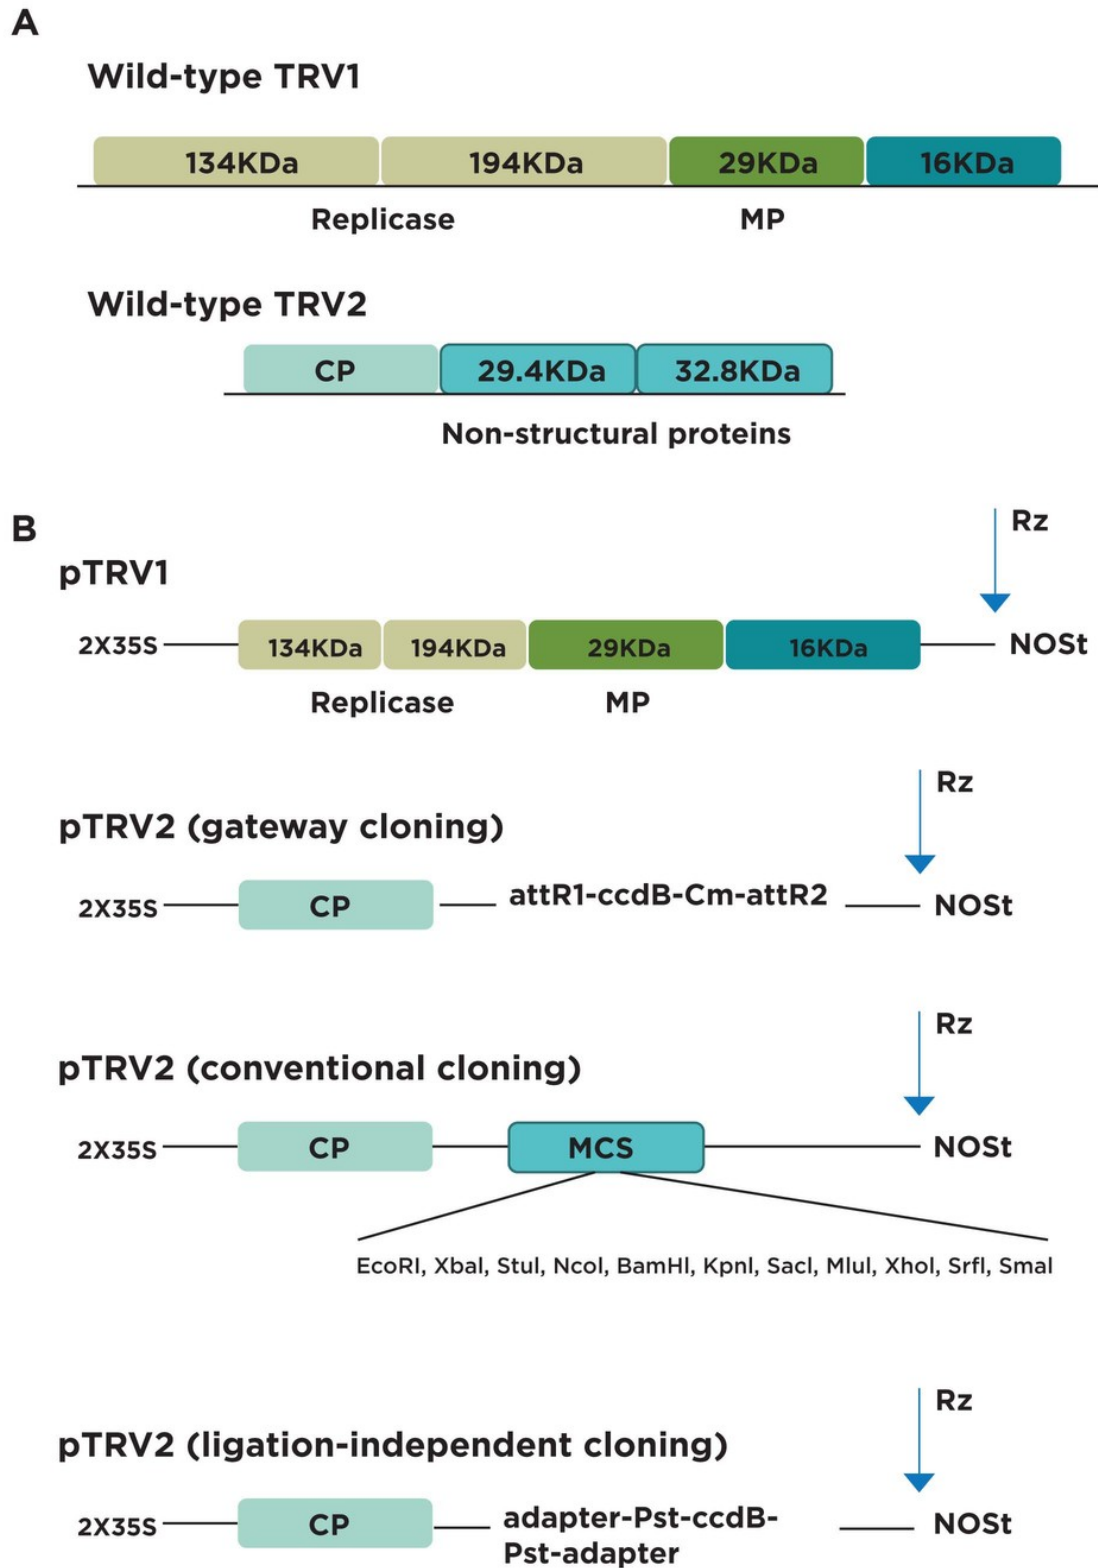 A
Wild-type TRV1
134KDa 194KDa 29KDa 16KDa
Replicase MP
Wild-type TRV2
CP 29.4KDa 32.8KDa
Non-structural proteins
B
Rz
pTRV1
2X35S 134KDa 194KDa 29KDa 16KDa NOSt
Replicase MP
Rz
pTRV2 (gateway cloning)
2X35S CP attR1-ccdB-Cm-attR2 NOSt
Rz
pTRV2 (conventional cloning)
2X35S CP MCS NOSt
EcoRI, XbaI, StuI, NcoI, BamHI, KpnI, SacI, MluI, XhoI, SrfI, SmaI
Rz
pTRV2 (ligation-independent cloning)
2X35S CP adapter-Pst-ccdB- NOSt
Pst-adapter